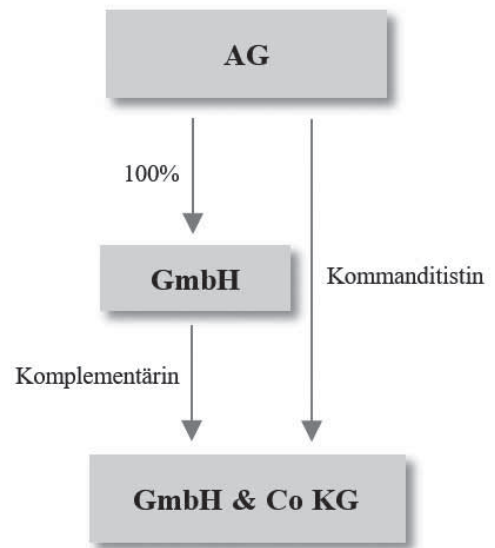 AG
100%
GmbH
Kommanditistin
Komplementärin
GmbH & Co KG